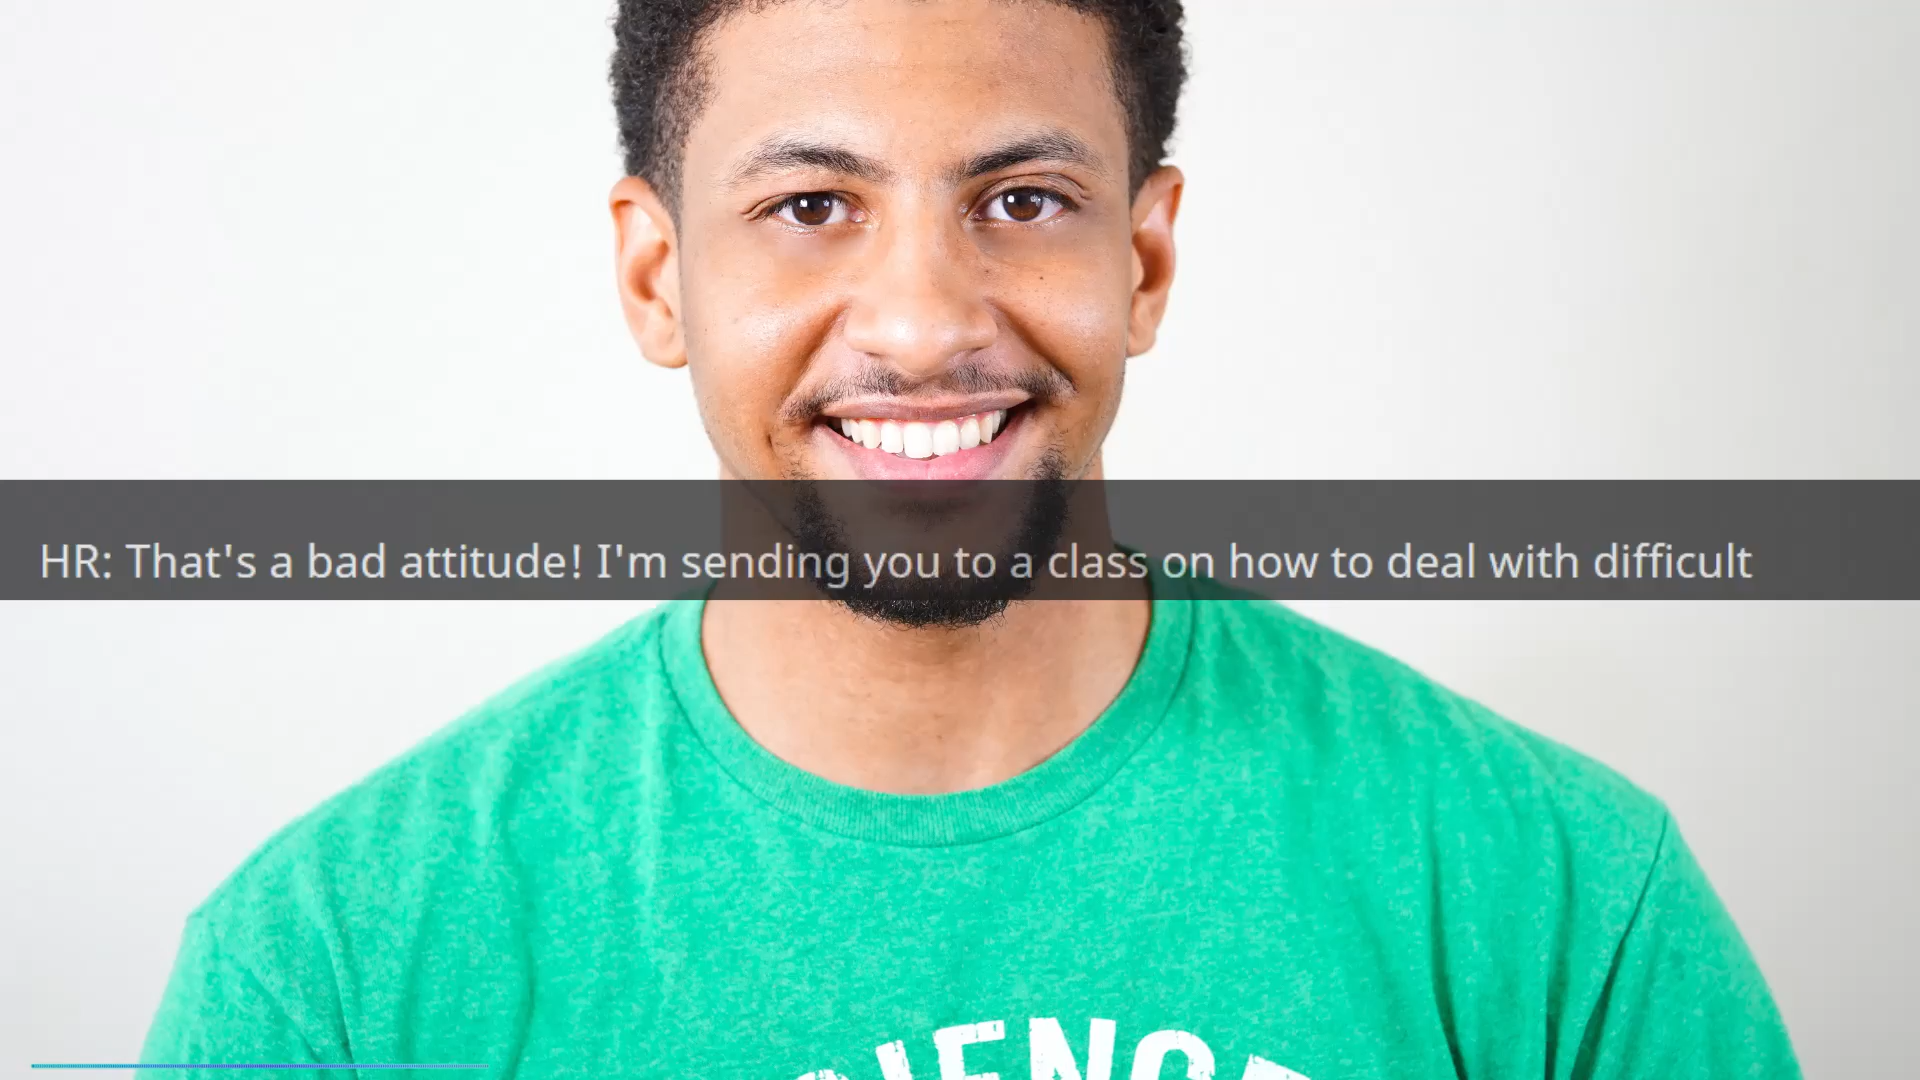 HR: That's a bad attitude! I'm sending you to a class on how to deal with difficult